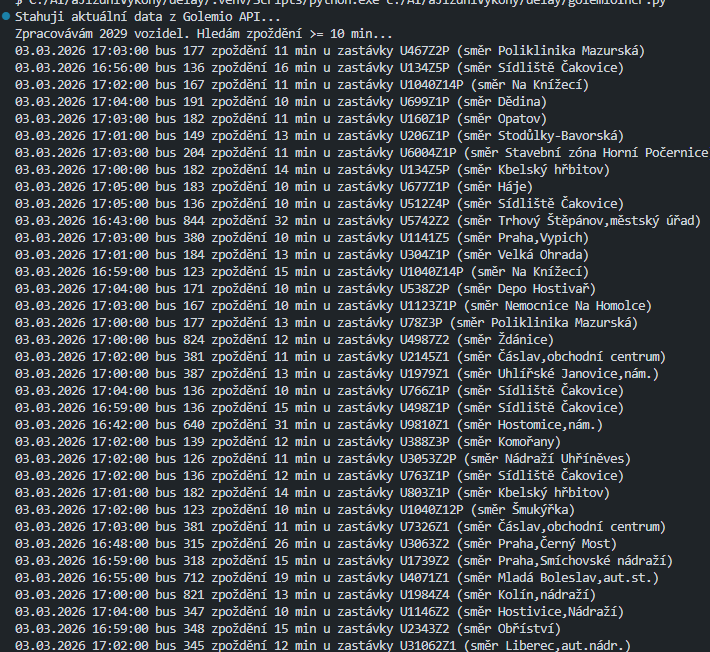 $ C:/AI/aJizdniVykony/delay/.venv/Scripts/python.exe c:/AI/aJizdniVykony/delay/golemioincr.py
Stahuji aktuální data z Golemio API...
Zpracovávám 2029 vozidel. Hledám zpoždění >= 10 min...
03.03.2026 17:03:00 bus 177 zpoždění 11 min u zastávky U467Z2P (směr Poliklinika Mazurská)
03.03.2026 16:56:00 bus 136 zpoždění 16 min u zastávky U134Z5P (směr Sídliště Čakovice)
03.03.2026 17:02:00 bus 167 zpoždění 11 min u zastávky U1040Z14P (směr Na Knížecí)
03.03.2026 17:04:00 bus 191 zpoždění 10 min u zastávky U699Z1P (směr Dědina)
03.03.2026 17:03:00 bus 182 zpoždění 11 min u zastávky U160Z1P (směr Opatov)
03.03.2026 17:01:00 bus 149 zpoždění 13 min u zastávky U206Z1P (směr Stodůlky-Bavorská)
03.03.2026 17:03:00 bus 204 zpoždění 11 min u zastávky U6004Z1P (směr Stavební zóna Horní Počernice
03.03.2026 17:00:00 bus 182 zpoždění 14 min u zastávky U134Z5P (směr Kbelský hřbitov)
03.03.2026 17:05:00 bus 183 zpoždění 10 min u zastávky U677Z1P (směr Háje)
03.03.2026 17:05:00 bus 136 zpoždění 10 min u zastávky U512Z4P (směr Sídliště Čakovice)
03.03.2026 16:43:00 bus 844 zpoždění 32 min u zastávky U5742Z2 (směr Trhový Štěpánov,městský úřad)
03.03.2026 17:03:00 bus 380 zpoždění 10 min u zastávky U1141Z5 (směr Praha,Vypich)
03.03.2026 17:01:00 bus 184 zpoždění 13 min u zastávky U304Z1P (směr Velká Ohrada)
03.03.2026 16:59:00 bus 123 zpoždění 15 min u zastávky U1040Z14P (směr Na Knížecí)
03.03.2026 17:04:00 bus 171 zpoždění 10 min u zastávky U538Z2P (směr Depo Hostivař)
03.03.2026 17:03:00 bus 167 zpoždění 10 min u zastávky U1123Z1P (směr Nemocnice Na Homolce)
03.03.2026 17:00:00 bus 177 zpoždění 13 min u zastávky U78Z3P (směr Poliklinika Mazurská)
03.03.2026 17:00:00 bus 824 zpoždění 12 min u zastávky U4987Z2 (směr Ždánice)
03.03.2026 17:02:00 bus 381 zpoždění 11 min u zastávky U2145Z1 (směr Čáslav,obchodní centrum)
03.03.2026 17:00:00 bus 387 zpoždění 13 min u zastávky U1979Z1 (směr Uhlířské Janovice,nám.)
03.03.2026 17:04:00 bus 136 zpoždění 10 min u zastávky U766Z1P (směr Sídliště Čakovice)
03.03.2026 16:59:00 bus 136 zpoždění 15 min u zastávky U498Z1P (směr Sídliště Čakovice)
03.03.2026 16:42:00 bus 640 zpoždění 31 min u zastávky U9810Z1 (směr Hostomice,nám.)
03.03.2026 17:02:00 bus 139 zpoždění 12 min u zastávky U388Z3P (směr Komořany)
03.03.2026 17:02:00 bus 126 zpoždění 11 min u zastávky U3053Z2P (směr Nádraží Uhříněves)
03.03.2026 17:02:00 bus 136 zpoždění 12 min u zastávky U763Z1P (směr Sídliště Čakovice)
03.03.2026 17:01:00 bus 182 zpoždění 14 min u zastávky U803Z1P (směr Kbelský hřbitov)
03.03.2026 17:02:00 bus 123 zpoždění 10 min u zastávky U1040Z12P (směr Šmukýřka)
03.03.2026 17:03:00 bus 381 zpoždění 11 min u zastávky U7326Z1 (směr Čáslav,obchodní centrum)
03.03.2026 16:48:00 bus 315 zpoždění 26 min u zastávky U3063Z2 (směr Praha,Černý Most)
03.03.2026 16:59:00 bus 318 zpoždění 15 min u zastávky U1739Z2 (směr Praha,Smíchovské nádraží)
03.03.2026 16:55:00 bus 712 zpoždění 19 min u zastávky U4071Z1 (směr Mladá Boleslav,aut.st.)
03.03.2026 17:00:00 bus 821 zpoždění 13 min u zastávky U1984Z4 (směr Kolín,nádraží)
03.03.2026 17:04:00 bus 347 zpoždění 10 min u zastávky U1146Z2 (směr Hostivice,Nádraží)
03.03.2026 16:59:00 bus 348 zpoždění 15 min u zastávky U2343Z2 (směr Obříství)
03.03.2026 17:02:00 bus 345 zpoždění 12 min u zastávky U31062Z1 (směr Liberec,aut.nádr.)